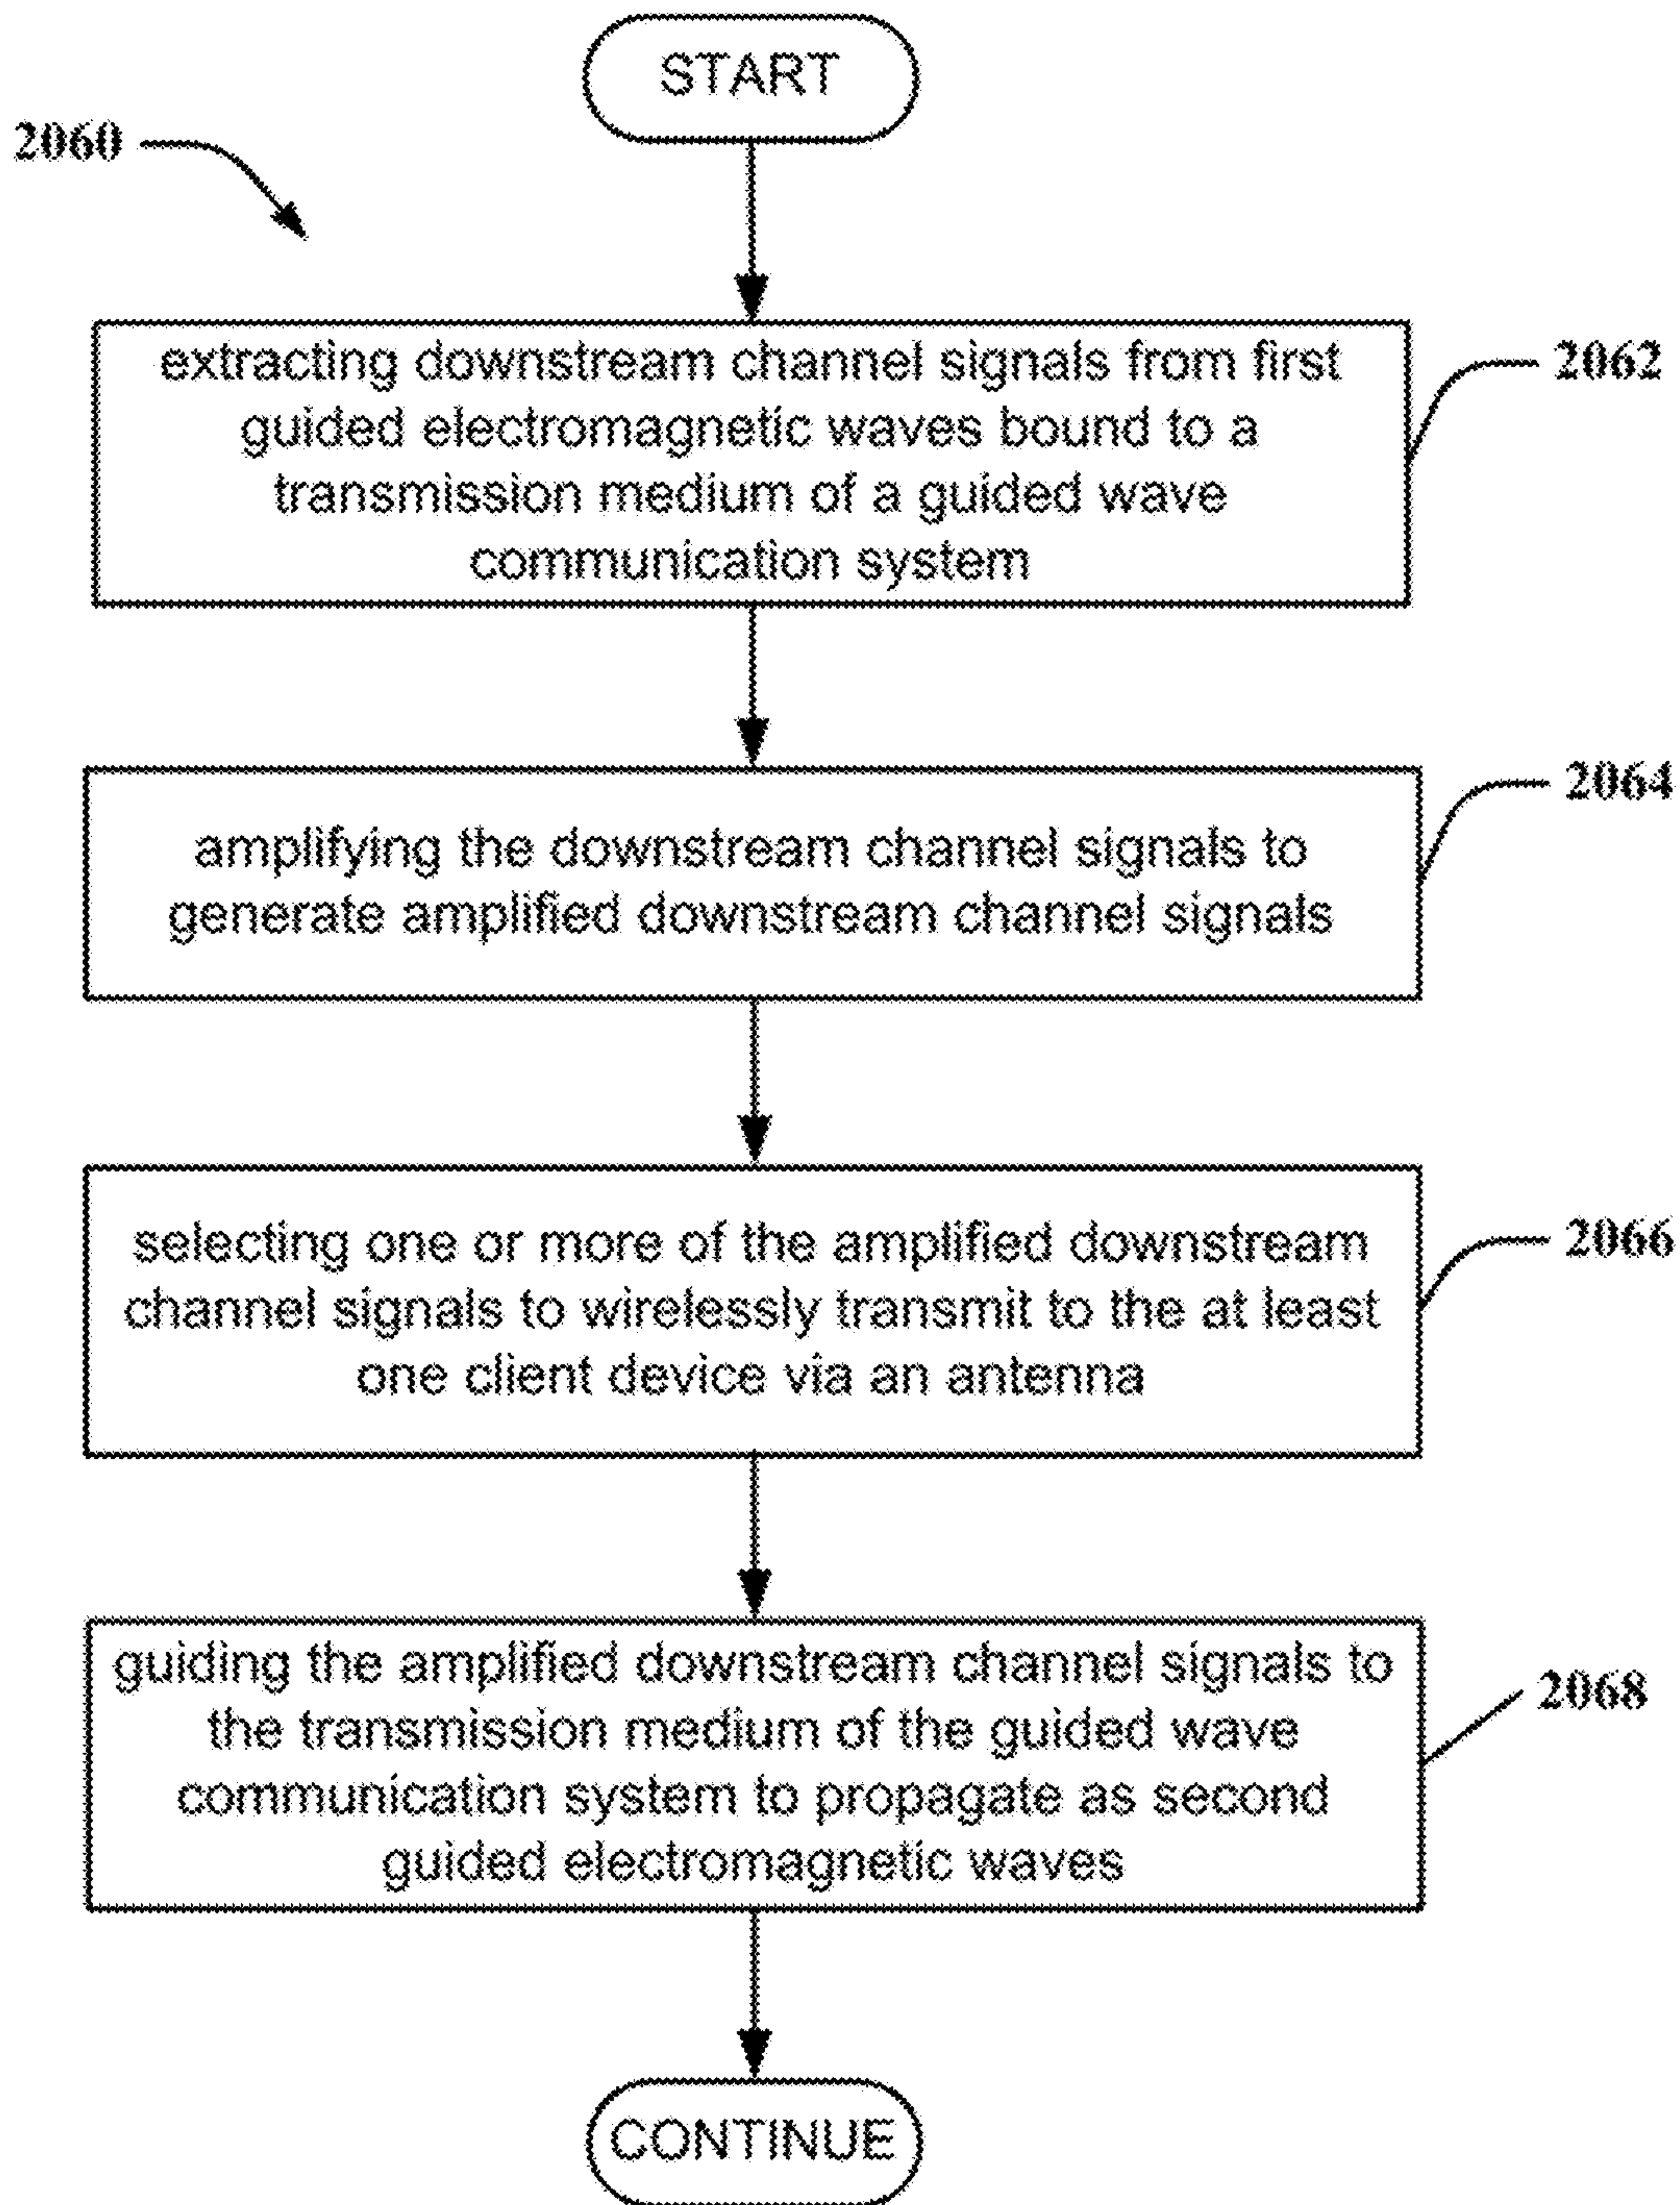 START
2060
extracting downstream channel signals from first
guided electromagnetic waves bound to a
transmission medium of a guided wave
communication system
2062
amplifying the downstream channel signals to
generate amplified downstream channel signals
2064
selecting one or more of the amplified downstream
channel signals to wirelessly transmit to the at least
one client device via an antenna
2066
guiding the amplified downstream channel signals to
the transmission medium of the guided wave
communication system to propagate as second
guided electromagnetic waves
2068
CONTINUE